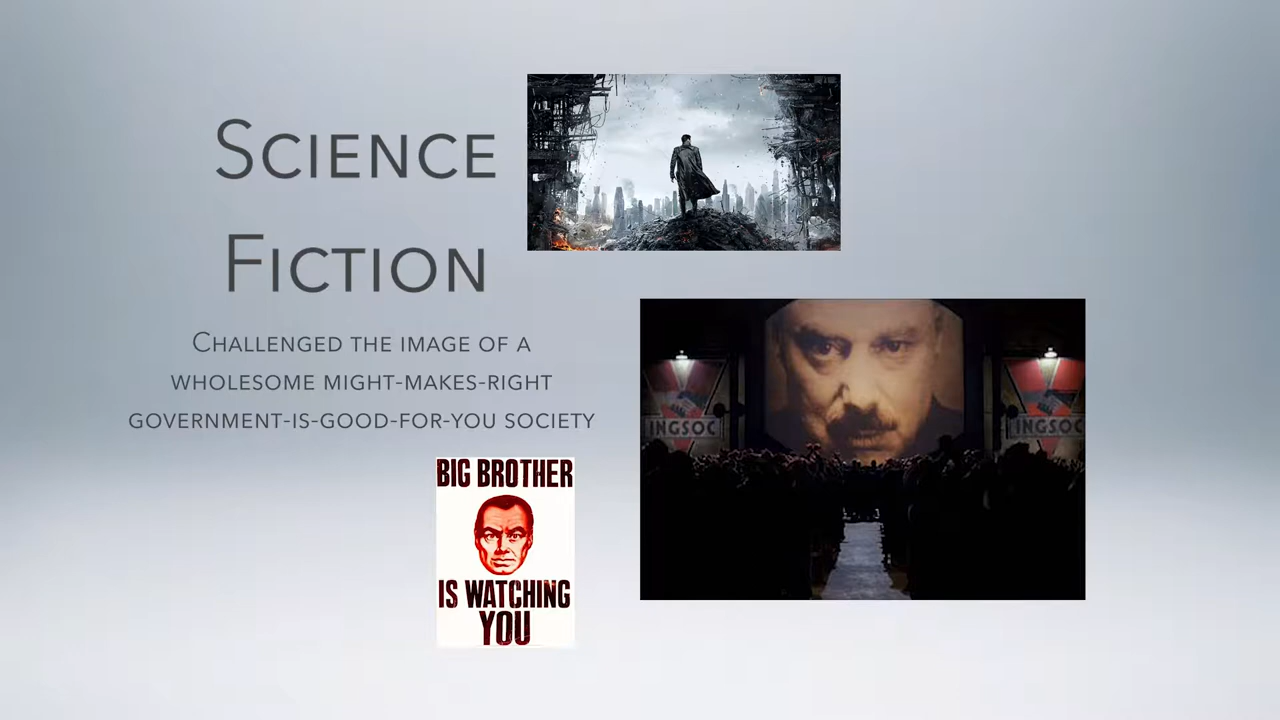 Science
Fiction
Challenged the image of a
wholesome might-makes-right
government-is-good-for-you society
BIG BROTHER
IS WATCHING
YOU
INGSOC
INGSOC